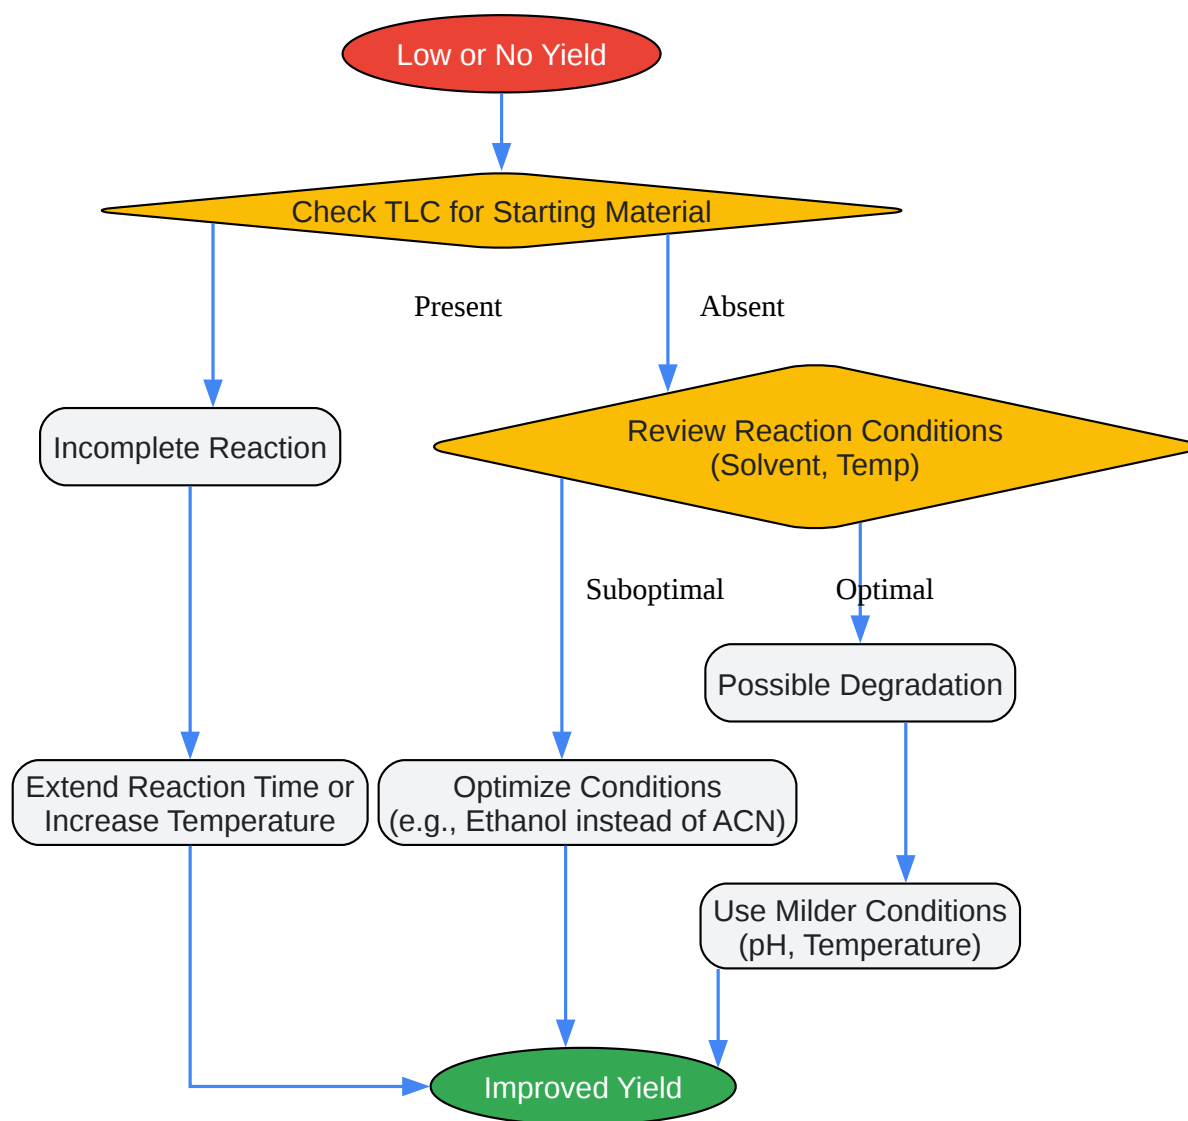 Low or No Yield
Check TLC for Starting Material
Present
Absent
Incomplete Reaction
Review Reaction Conditions
(Solvent, Temp)
Suboptimal
Optimal
Possible Degradation
Extend Reaction Time or
Increase Temperature
Optimize Conditions
(e.g., Ethanol instead of ACN)
Use Milder Conditions
(pH, Temperature)
Improved Yield